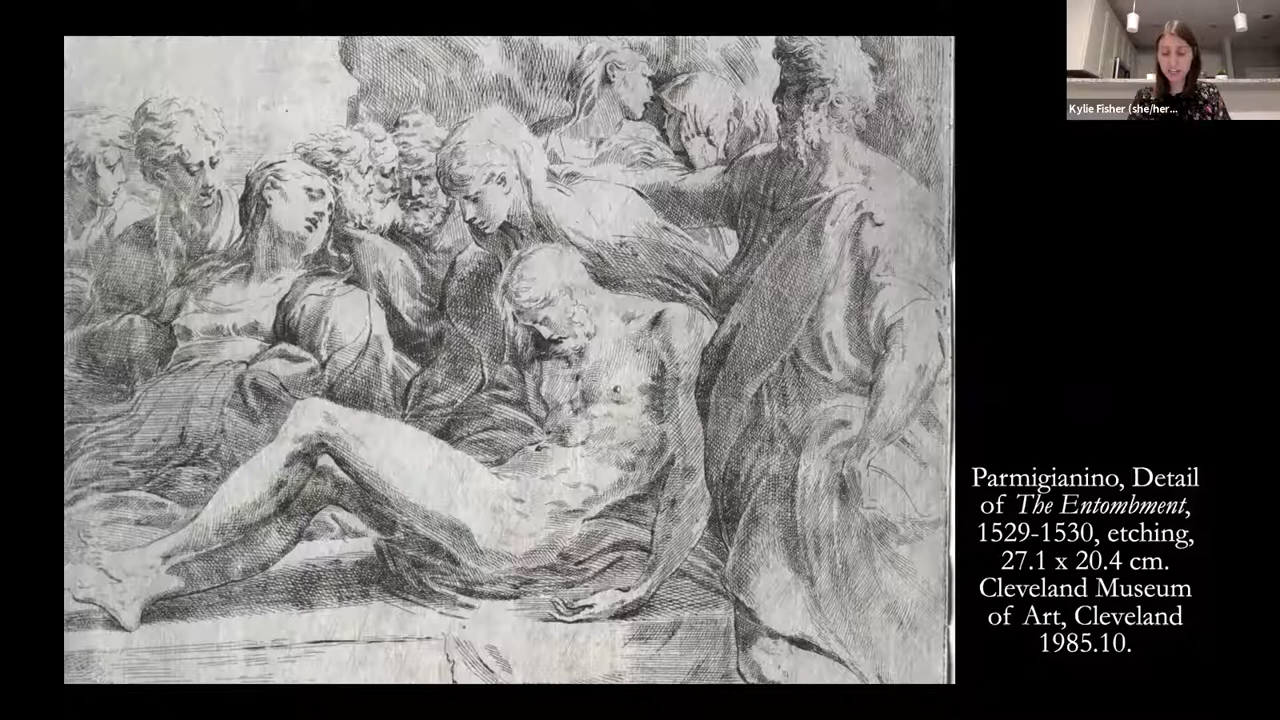 Kylie Fisher (she/her...
Parmigianino, Detail
of The Entombment,
1529-1530, etching,
27.1 x 20.4 cm.
Cleveland Museum
of Art, Cleveland
1985.10.